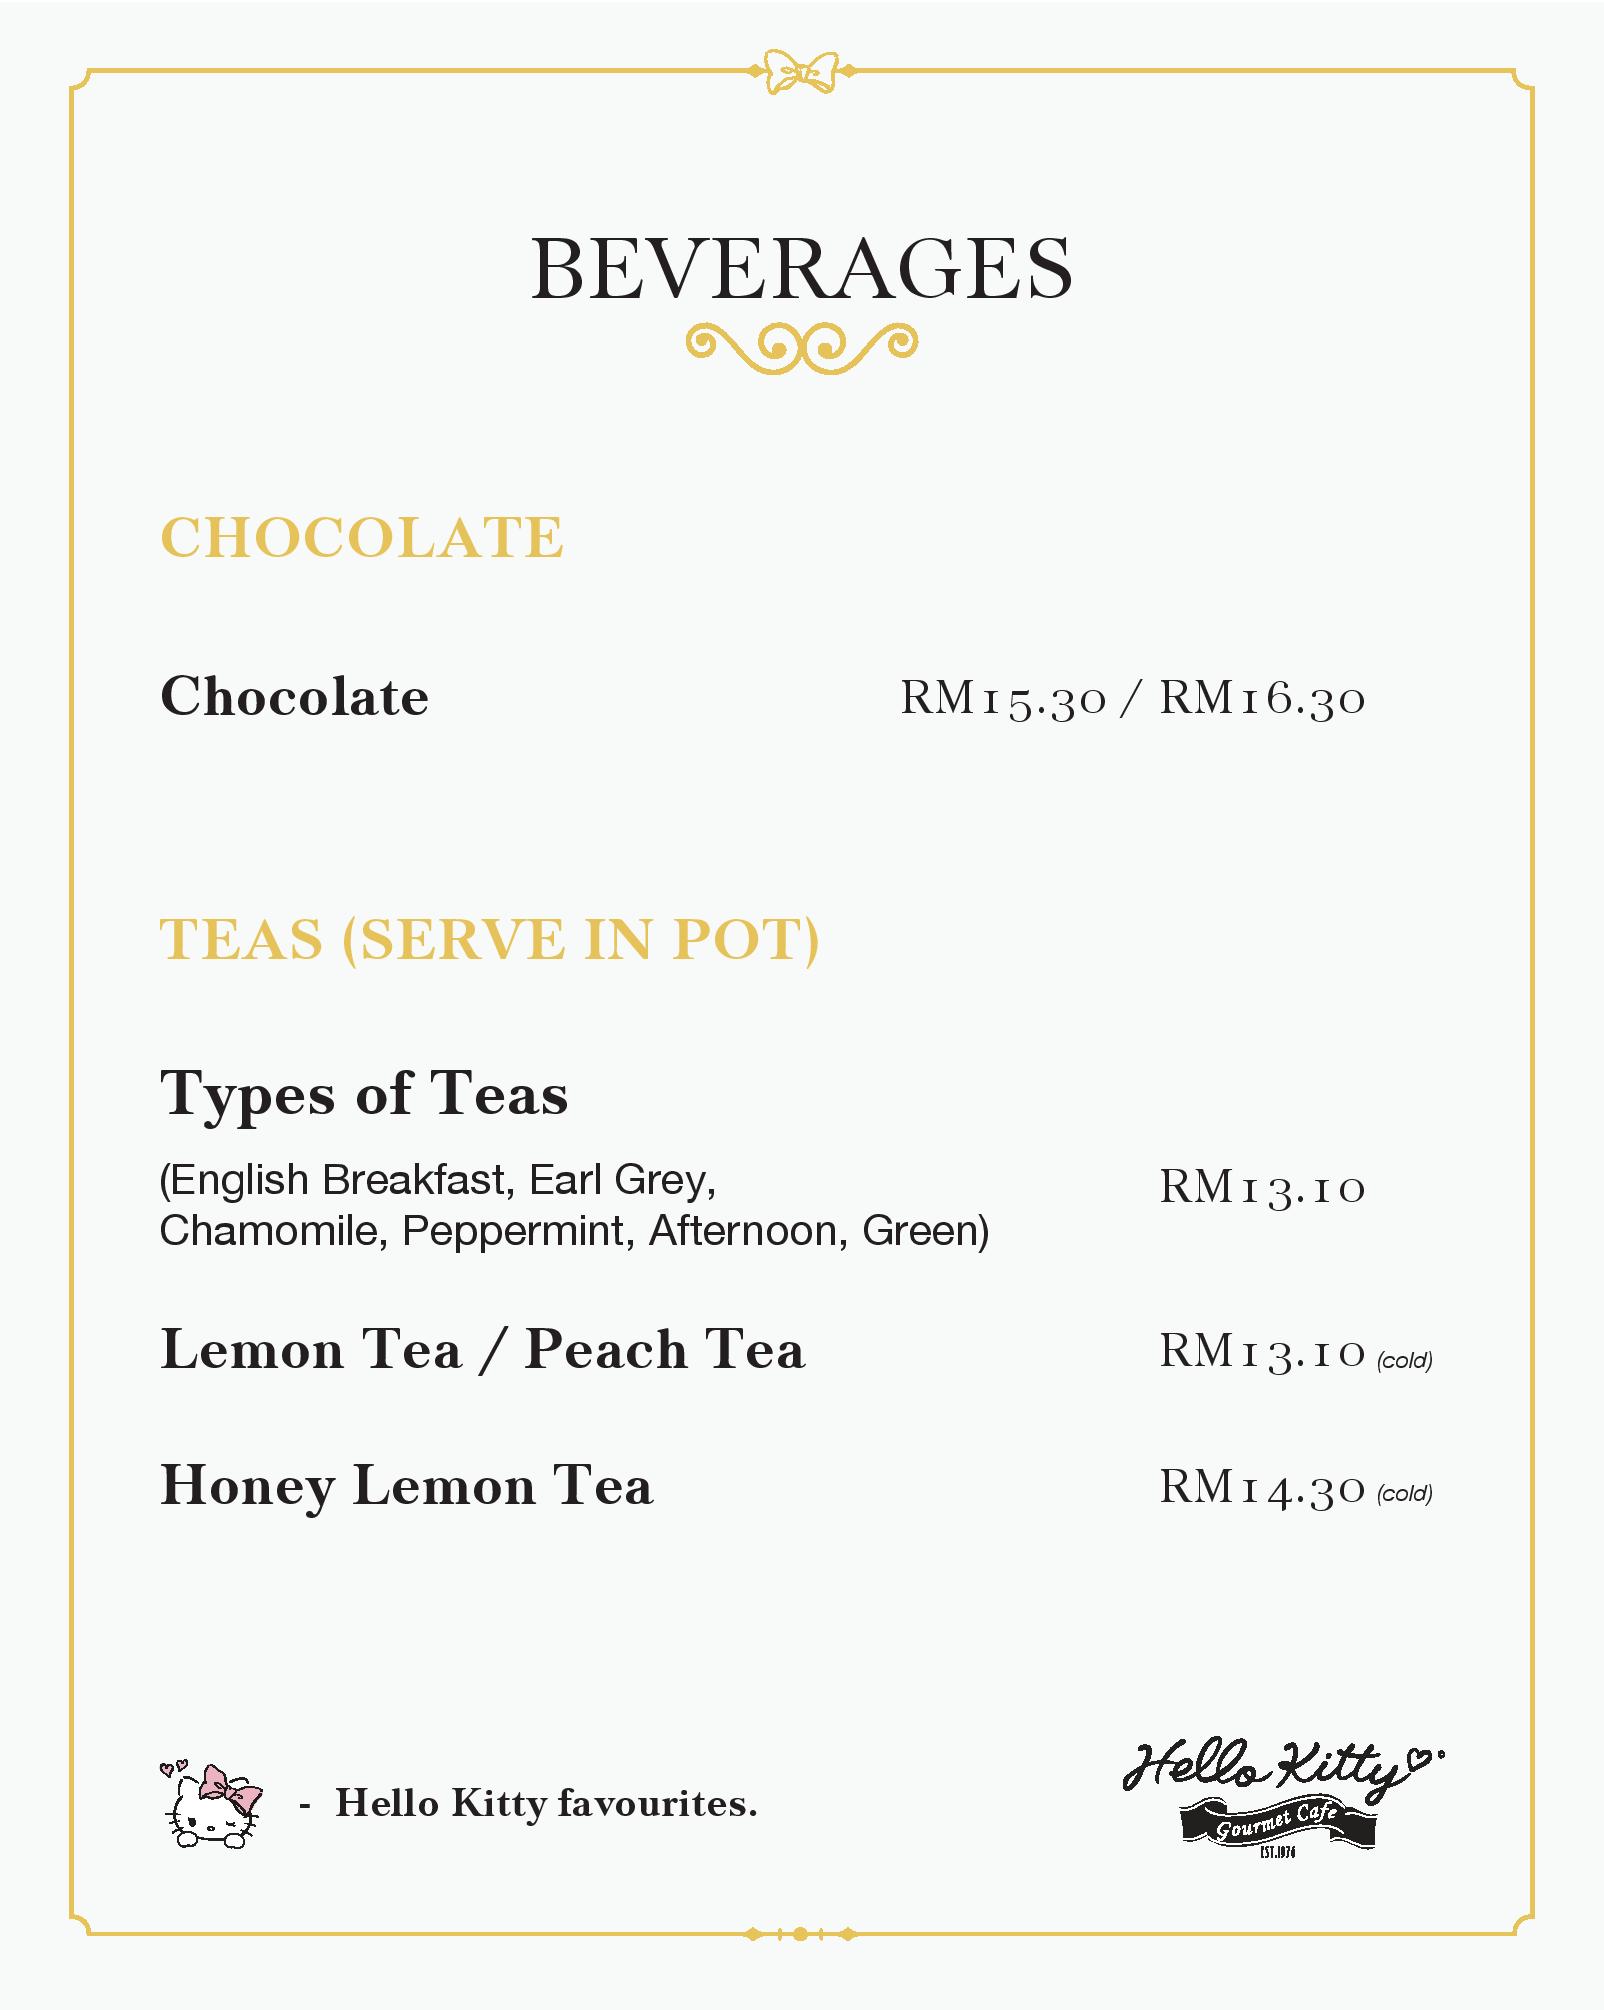 BEVERAGES
CHOCOLATE
Chocolate RM15.30 / RM16.30
TEAS (SERVE IN POT)
Types of Teas
(English Breakfast, Earl Grey, RM13.10
Chamomile, Peppermint, Afternoon, Green)
Lemon Tea / Peach Tea RM13.10 (cold)
Honey Lemon Tea RM14.30 (cold)
- Hello Kitty favourites.
Hello Kitty
Gourmet Cafe
EST.1976